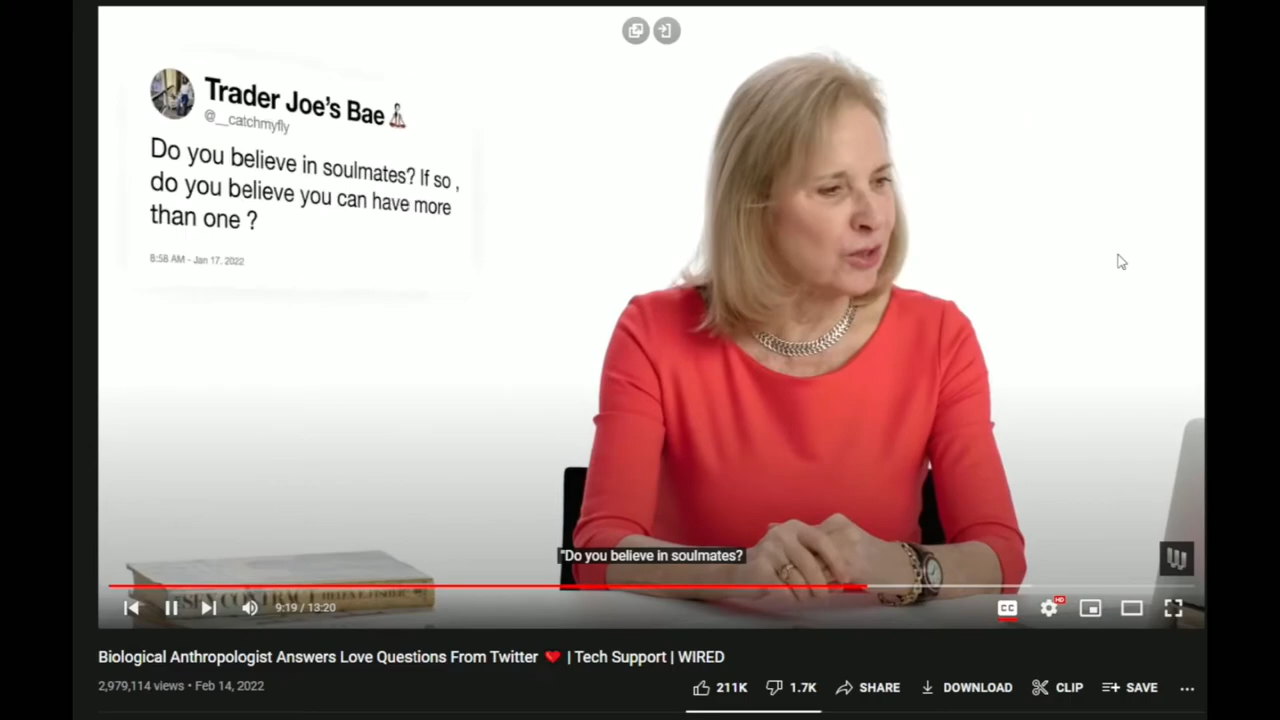 Trader Joe's Bae
@__catchmyfly
Do you believe in soulmates? If so ,
do you believe you can have more
than one ?
8:58 AM - Jan 17, 2022
"Do you believe in soulmates?
W
9:19 / 13:20
CC
HD
Biological Anthropologist Answers Love Questions From Twitter ❤️ | Tech Support | WIRED
2,979,114 views • Feb 14, 2022
211K
1.7K
SHARE
DOWNLOAD
CLIP
SAVE